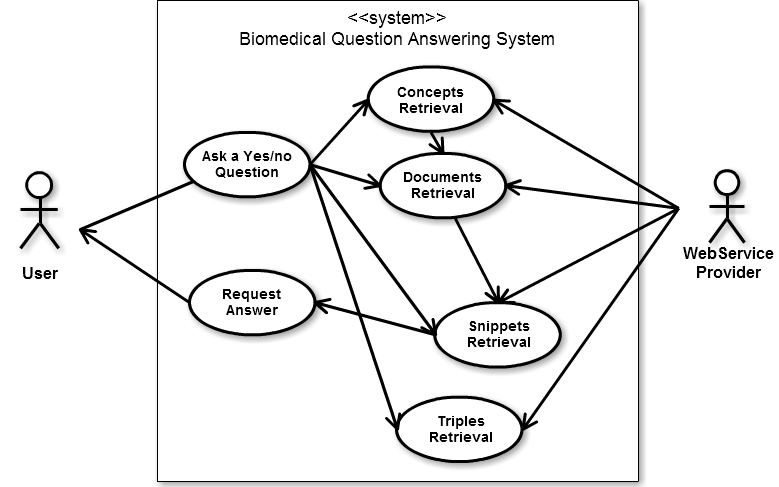 <<system>>
Biomedical Question Answering System
Concepts
Retrieval
Ask a Yes/no
Question
Documents
Retrieval
User
WebService
Provider
Request
Answer
Snippets
Retrieval
Triples
Retrieval